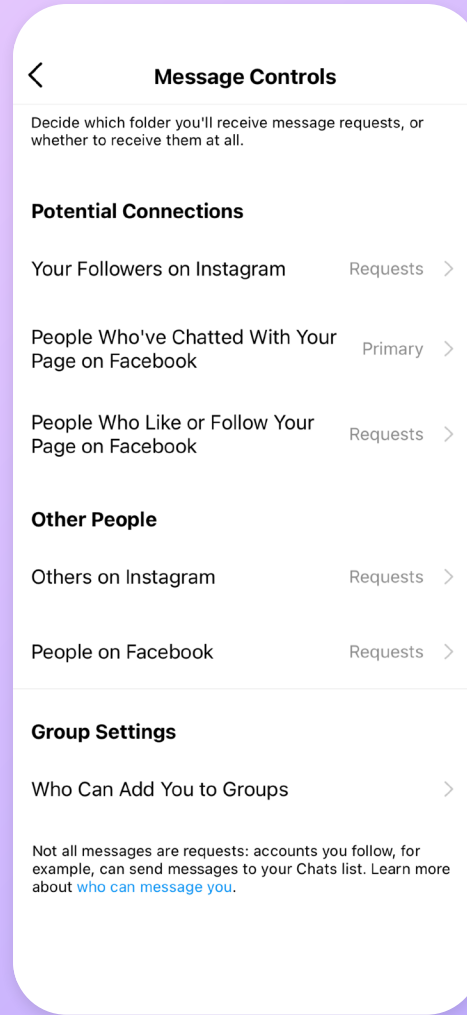 Message Controls
Decide which folder you'll receive message requests, or
whether to receive them at all.
Potential Connections
Your Followers on Instagram Requests
People Who've Chatted With Your
Page on Facebook Primary
People Who Like or Follow Your
Page on Facebook Requests
Other People
Others on Instagram Requests
People on Facebook Requests
Group Settings
Who Can Add You to Groups
Not all messages are requests: accounts you follow, for
example, can send messages to your Chats list. Learn more
about who can message you.